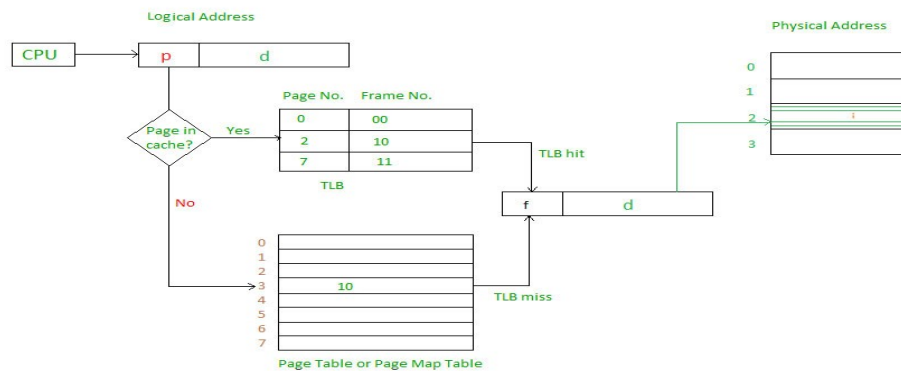 Logical Address
Physical Address
CPU
p d
0
1
2
3
Page No. Frame No.
0 00
2 10
7 11
TLB
Page in
cache?
Yes
No
TLB hit
f d
0
1
2
3 10
4
5
6
7
TLB miss
Page Table or Page Map Table